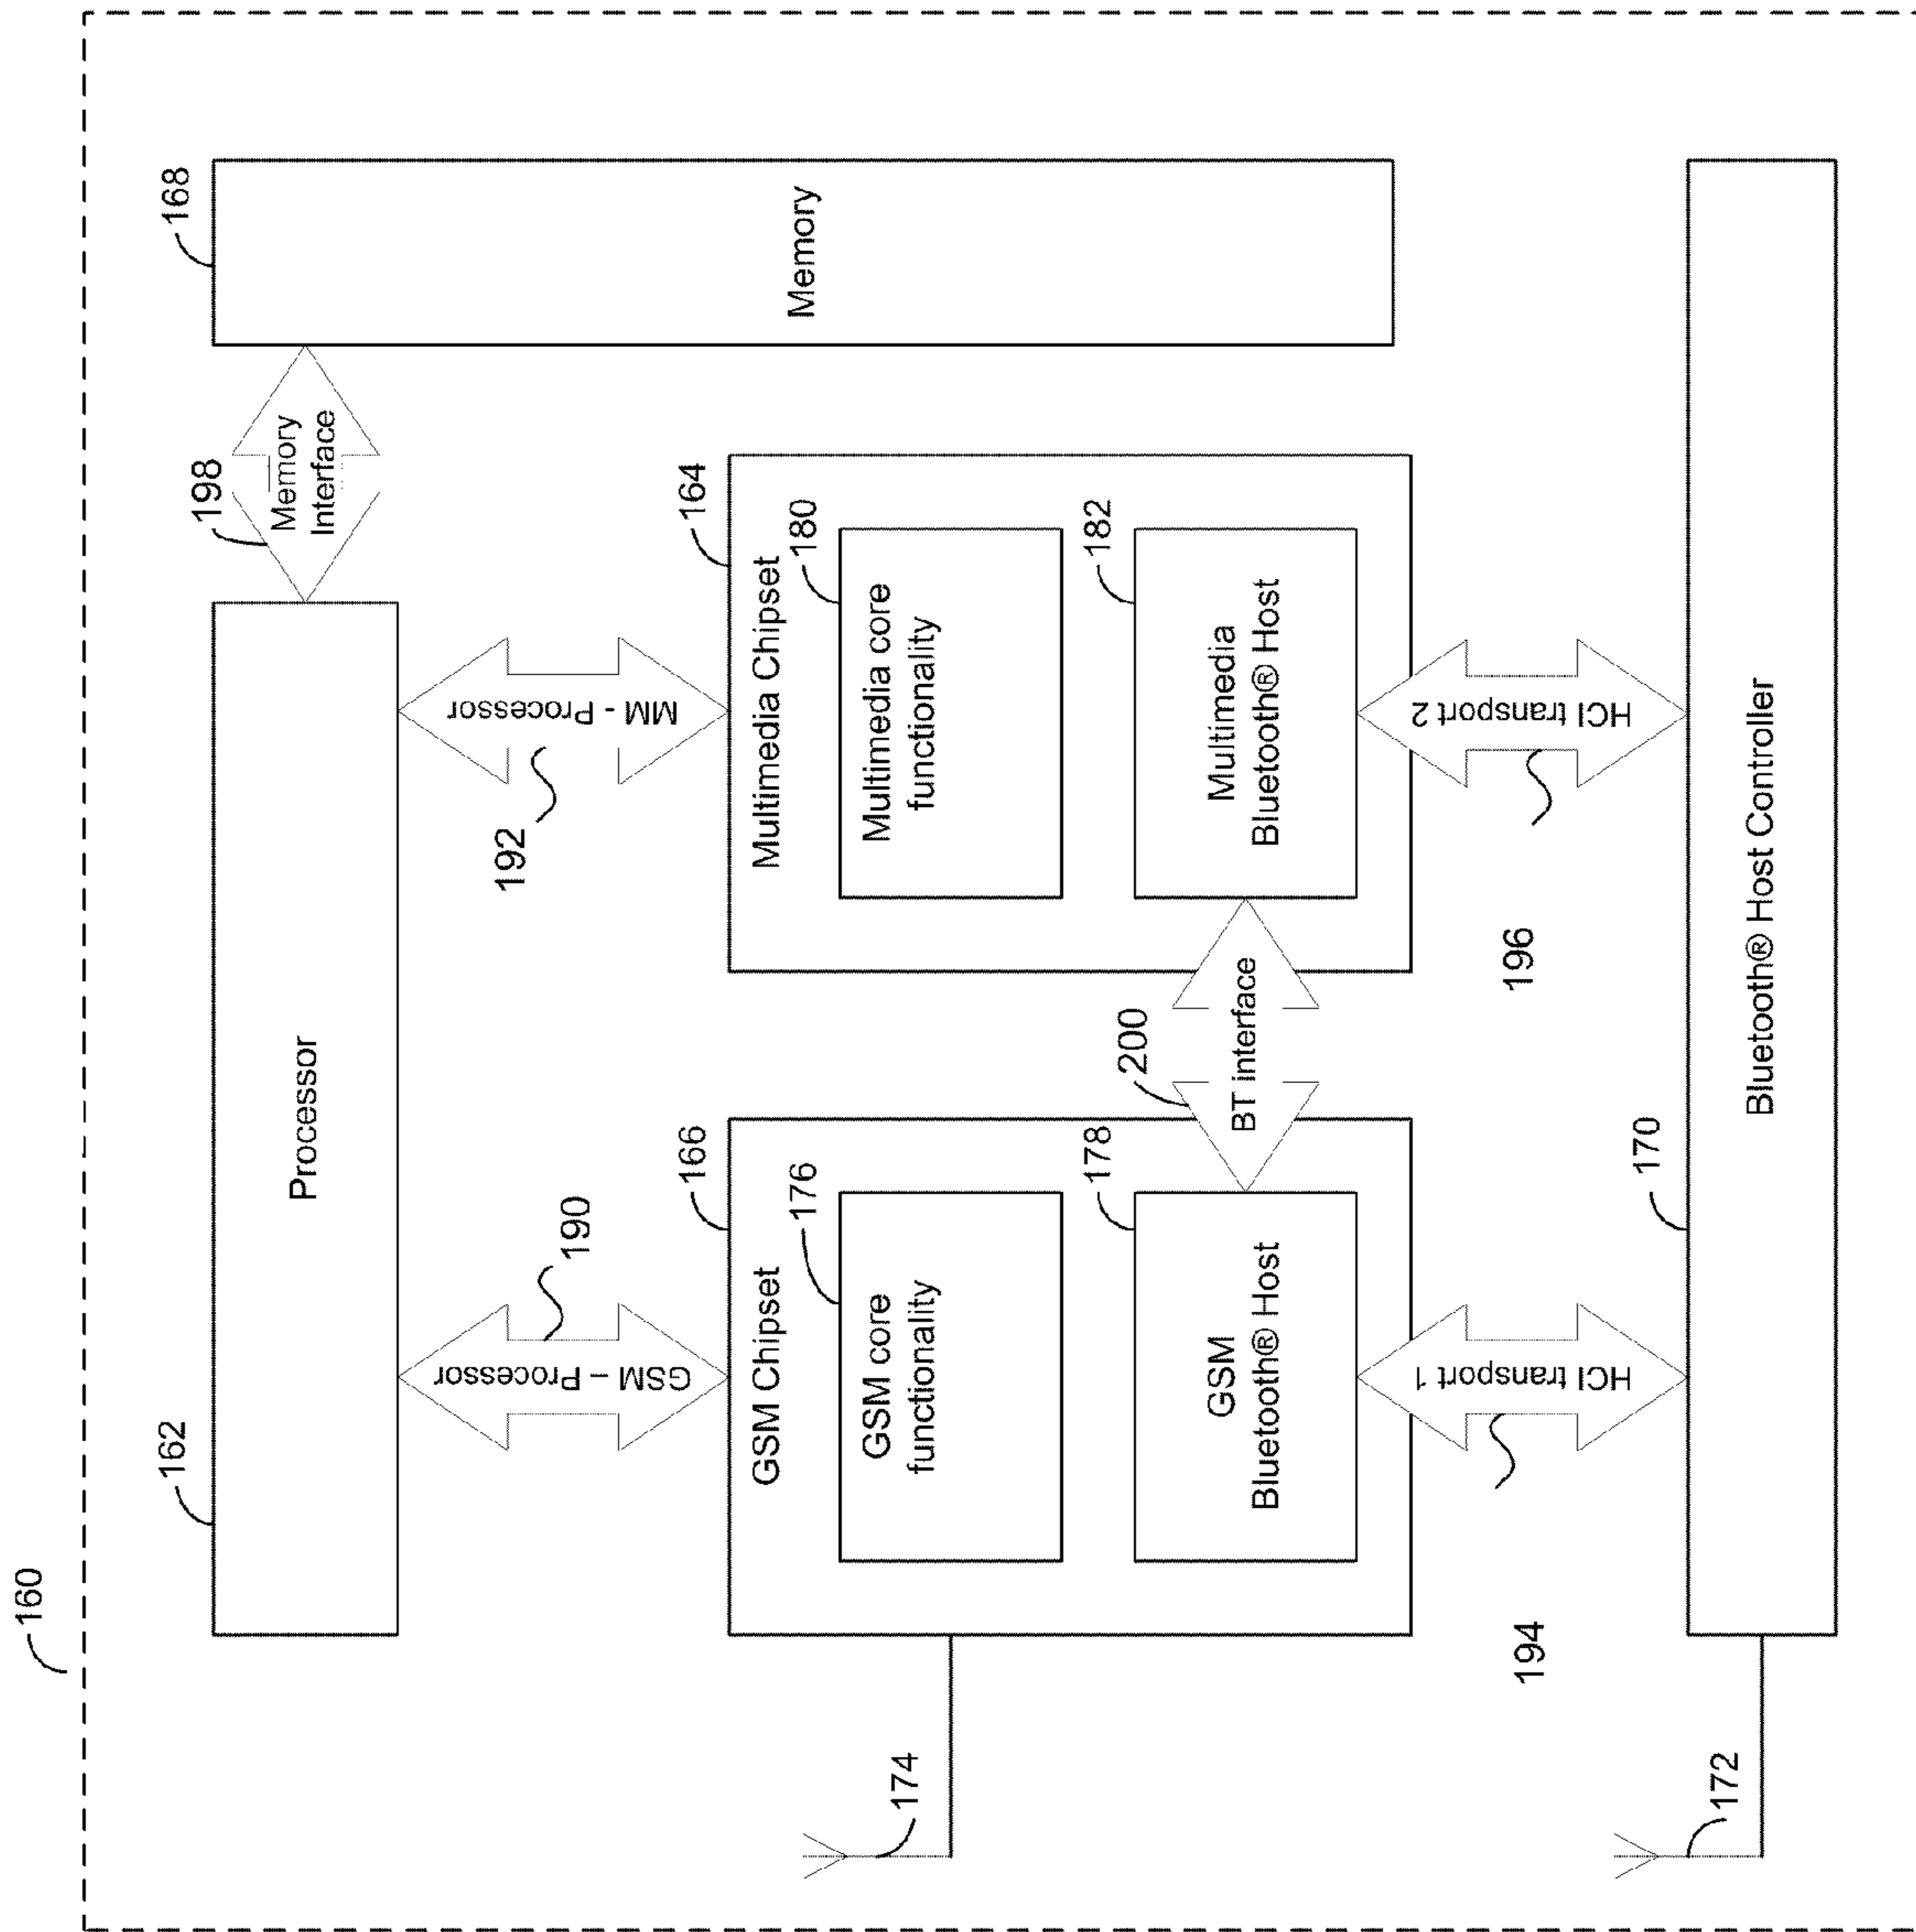 160
162
Processor
198
Memory
Interface
168
Memory
GSM – Processor
190
192
MM - Processor
166
GSM Chipset
176
GSM core
functionality
178
GSM
Bluetooth® Host
200
BT interface
164
Multimedia Chipset
180
Multimedia core
functionality
182
Multimedia
Bluetooth® Host
174
194
HCI transport 1
196
HCI transport 2
170
Bluetooth® Host Controller
172